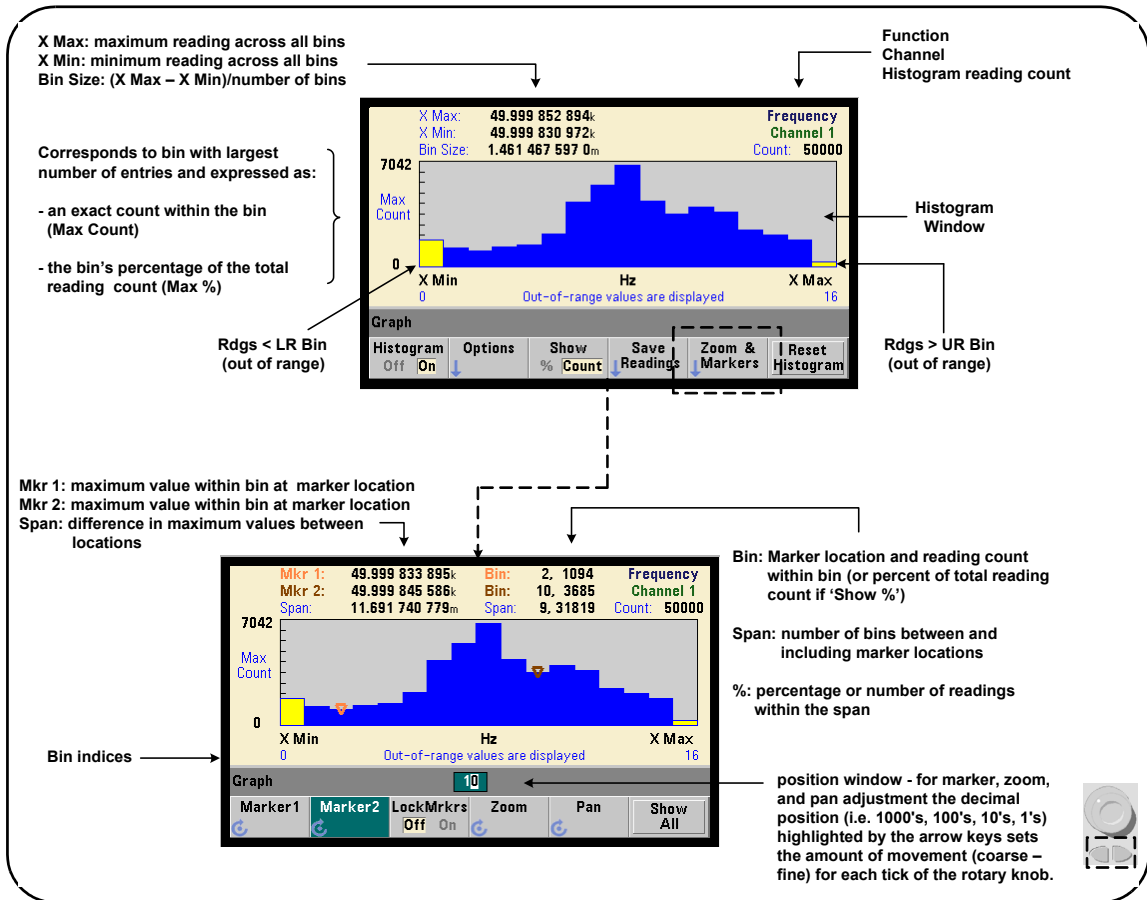 X Max: maximum reading across all bins
X Min: minimum reading across all bins
Bin Size: (X Max – X Min)/number of bins
Function
Channel
Histogram reading count
X Max: 49.999 852 894k Frequency
X Min: 49.999 830 972k Channel 1
Bin Size: 1.461 467 597 0m Count: 50000
7042
Max
Count
0
X Min Hz X Max
0 Out-of-range values are displayed 16
Graph
Histogram Off On
Options
Show % Count
Save Readings
Zoom & Markers
Reset Histogram
Corresponds to bin with largest
number of entries and expressed as:
- an exact count within the bin
(Max Count)
- the bin's percentage of the total
reading count (Max %)
Histogram
Window
Rdgs < LR Bin
(out of range)
Rdgs > UR Bin
(out of range)
Mkr 1: maximum value within bin at marker location
Mkr 2: maximum value within bin at marker location
Span: difference in maximum values between
locations
Mkr 1: 49.999 833 895k Bin: 2, 1094 Frequency
Mkr 2: 49.999 845 586k Bin: 10, 3685 Channel 1
Span: 11.691 740 779m Span: 9, 31819 Count: 50000
7042
Max
Count
0
X Min Hz X Max
0 Out-of-range values are displayed 16
Graph 10
Marker1
Marker2
LockMrkrs Off On
Zoom
Pan
Show All
Bin: Marker location and reading count
within bin (or percent of total reading
count if 'Show %')
Span: number of bins between and
including marker locations
%: percentage or number of readings
within the span
Bin indices
position window - for marker, zoom,
and pan adjustment the decimal
position (i.e. 1000's, 100's, 10's, 1's)
highlighted by the arrow keys sets
the amount of movement (coarse –
fine) for each tick of the rotary knob.